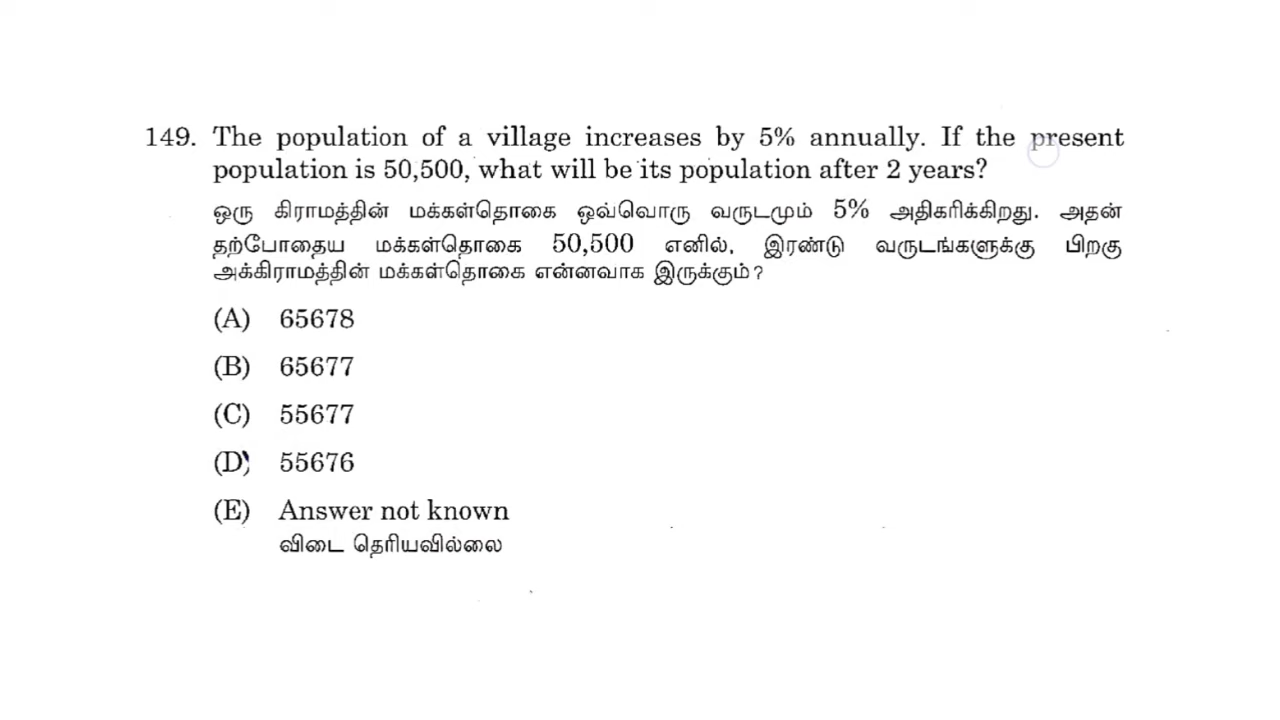 149. The population of a village increases by 5% annually. If the present
population is 50,500, what will be its population after 2 years?
ஒரு கிராமத்தின் மக்கள்தொகை ஒவ்வொரு வருடமும் 5% அதிகரிக்கிறது. அதன்
தற்போதைய மக்கள்தொகை 50,500 எனில், இரண்டு வருடங்களுக்கு பிறகு
அக்கிராமத்தின் மக்கள்தொகை என்னவாக இருக்கும்?
(A) 65678
(B) 65677
(C) 55677
(D) 55676
(E) Answer not known
விடை தெரியவில்லை